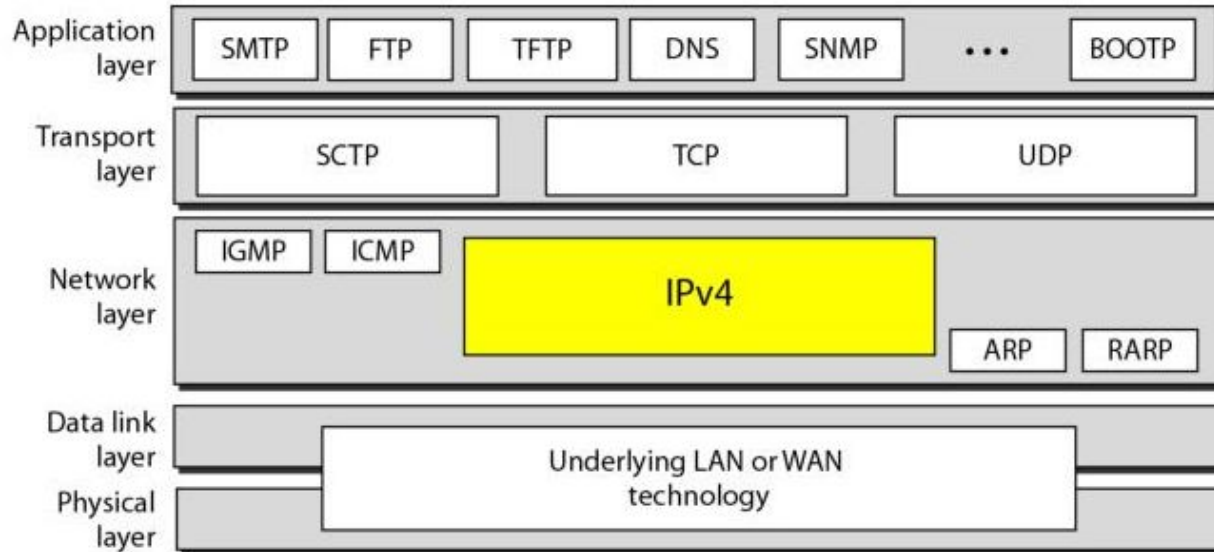 Application
layer
SMTP FTP TFTP DNS SNMP ... BOOTP
Transport
layer
SCTP TCP UDP
Network
layer
IGMP ICMP
IPv4
ARP RARP
Data link
layer
Underlying LAN or WAN
technology
Physical
layer